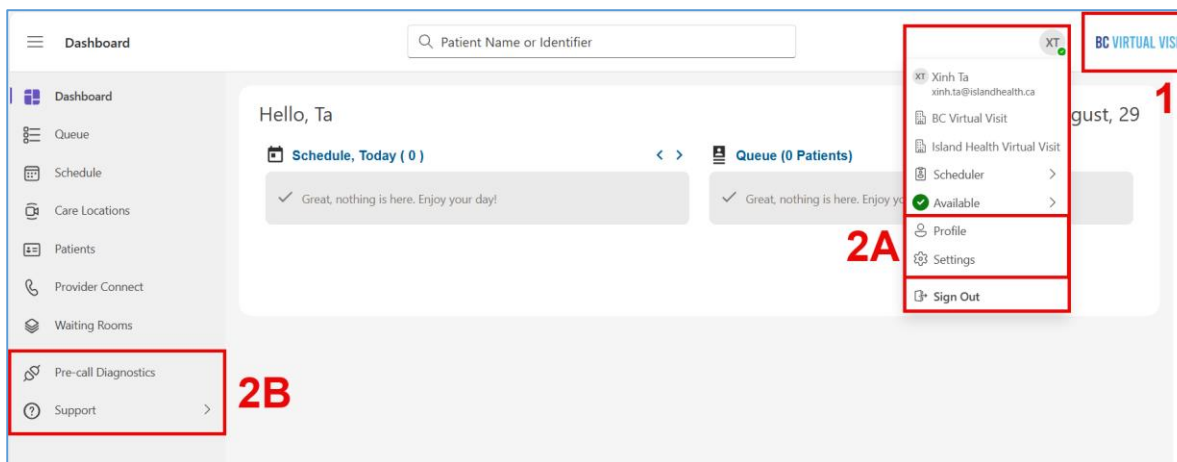 Dashboard
Patient Name or Identifier
XT
BC VIRTUAL VISI
1
Dashboard
Queue
Schedule
Care Locations
Patients
Provider Connect
Waiting Rooms
Pre-call Diagnostics
Support
2B
Hello, Ta
gust, 29
Schedule, Today ( 0 )
Great, nothing is here. Enjoy your day!
Queue (0 Patients)
Great, nothing is here. Enjoy yo
XT Xinh Ta
xinh.ta@islandhealth.ca
BC Virtual Visit
Island Health Virtual Visit
Scheduler
Available
2A
Profile
Settings
Sign Out